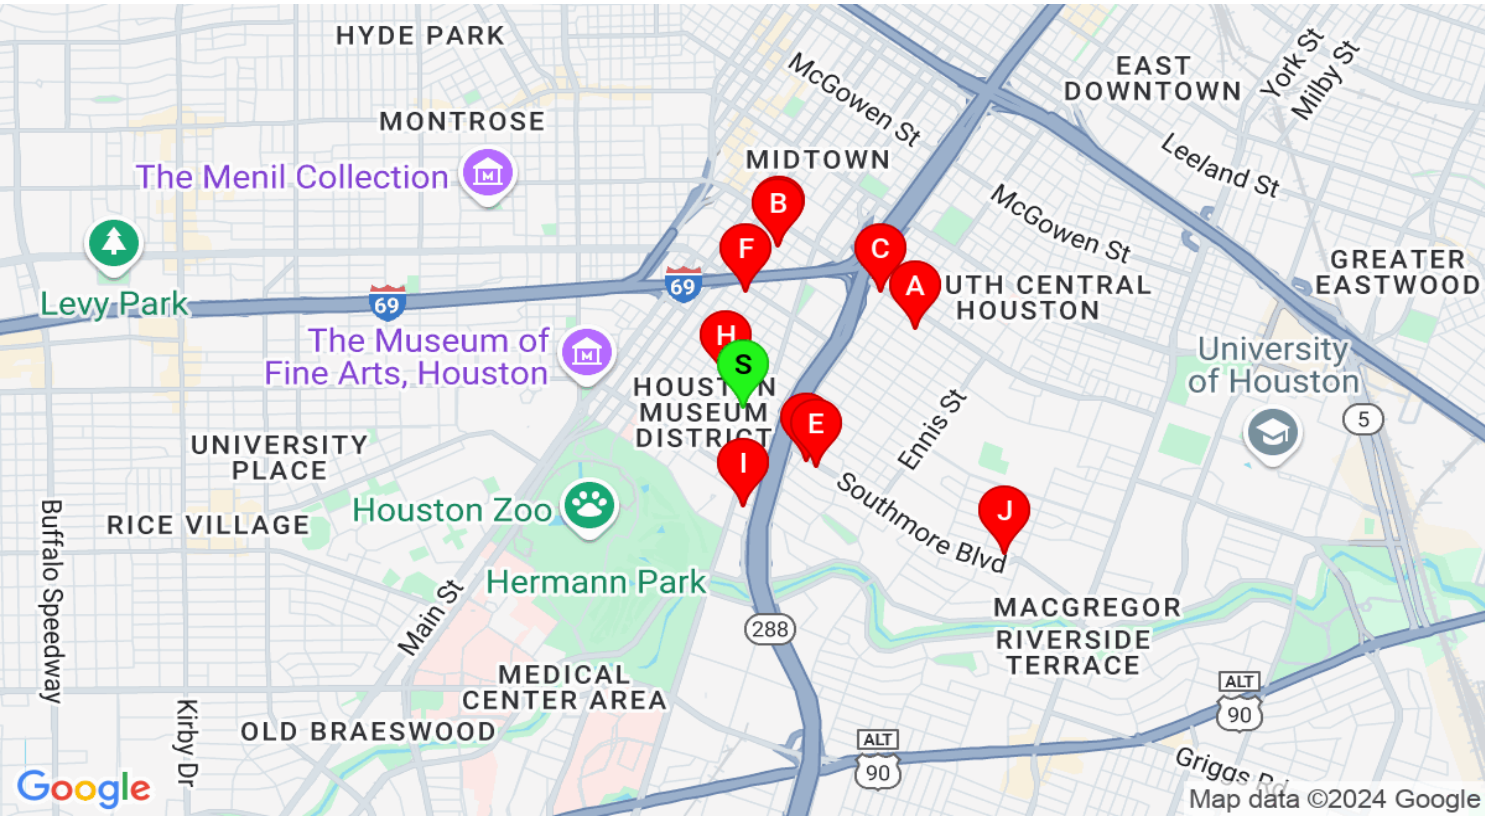 HYDE PARK
McGowen St
EAST
DOWNTOWN
York St
Milby St
MONTROSE
MIDTOWN
Leeland St
The Menil Collection
M
B
McGowen St
F
C
GREATER
EASTWOOD
Levy Park
69
69
A
UTH CENTRAL
HOUSTON
The Museum of
Fine Arts, Houston
M
H
S
University
of Houston
HOUSTON
MUSEUM
DISTRICT
E
Ennis St
5
UNIVERSITY
PLACE
I
Southmore Blvd
J
Buffalo Speedway
RICE VILLAGE
Houston Zoo
Hermann Park
Main St
288
MACGREGOR
RIVERSIDE
TERRACE
MEDICAL
CENTER AREA
ALT
90
Kirby Dr
OLD BRAESWOOD
ALT
90
Griggs Rd
Google
Map data ©2024 Google